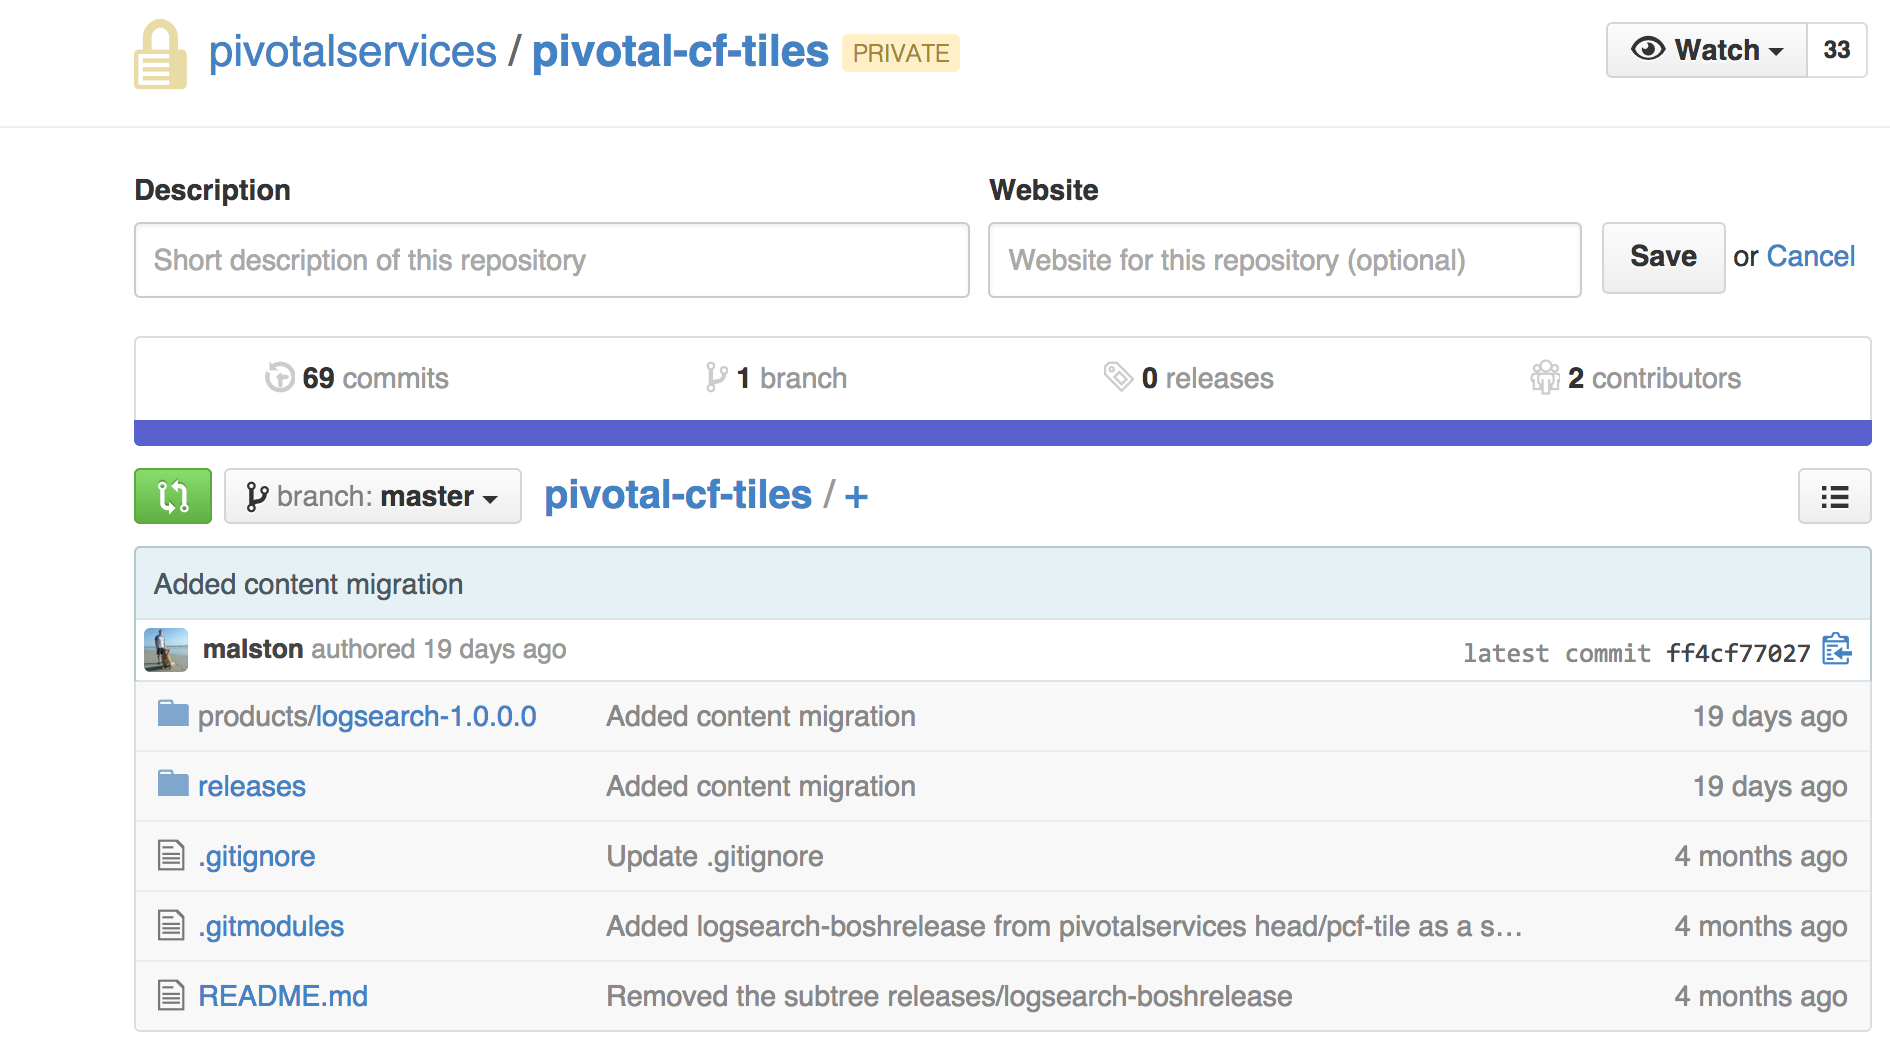 pivotalservices / pivotal-cf-tiles PRIVATE Watch 33
Description Website
Short description of this repository Website for this repository (optional) Save or Cancel
69 commits 1 branch 0 releases 2 contributors
branch: master pivotal-cf-tiles / +
Added content migration
malston authored 19 days ago latest commit ff4cf77027
products/logsearch-1.0.0.0 Added content migration 19 days ago
releases Added content migration 19 days ago
.gitignore Update .gitignore 4 months ago
.gitmodules Added logsearch-boshrelease from pivotalservices head/pcf-tile as a s... 4 months ago
README.md Removed the subtree releases/logsearch-boshrelease 4 months ago